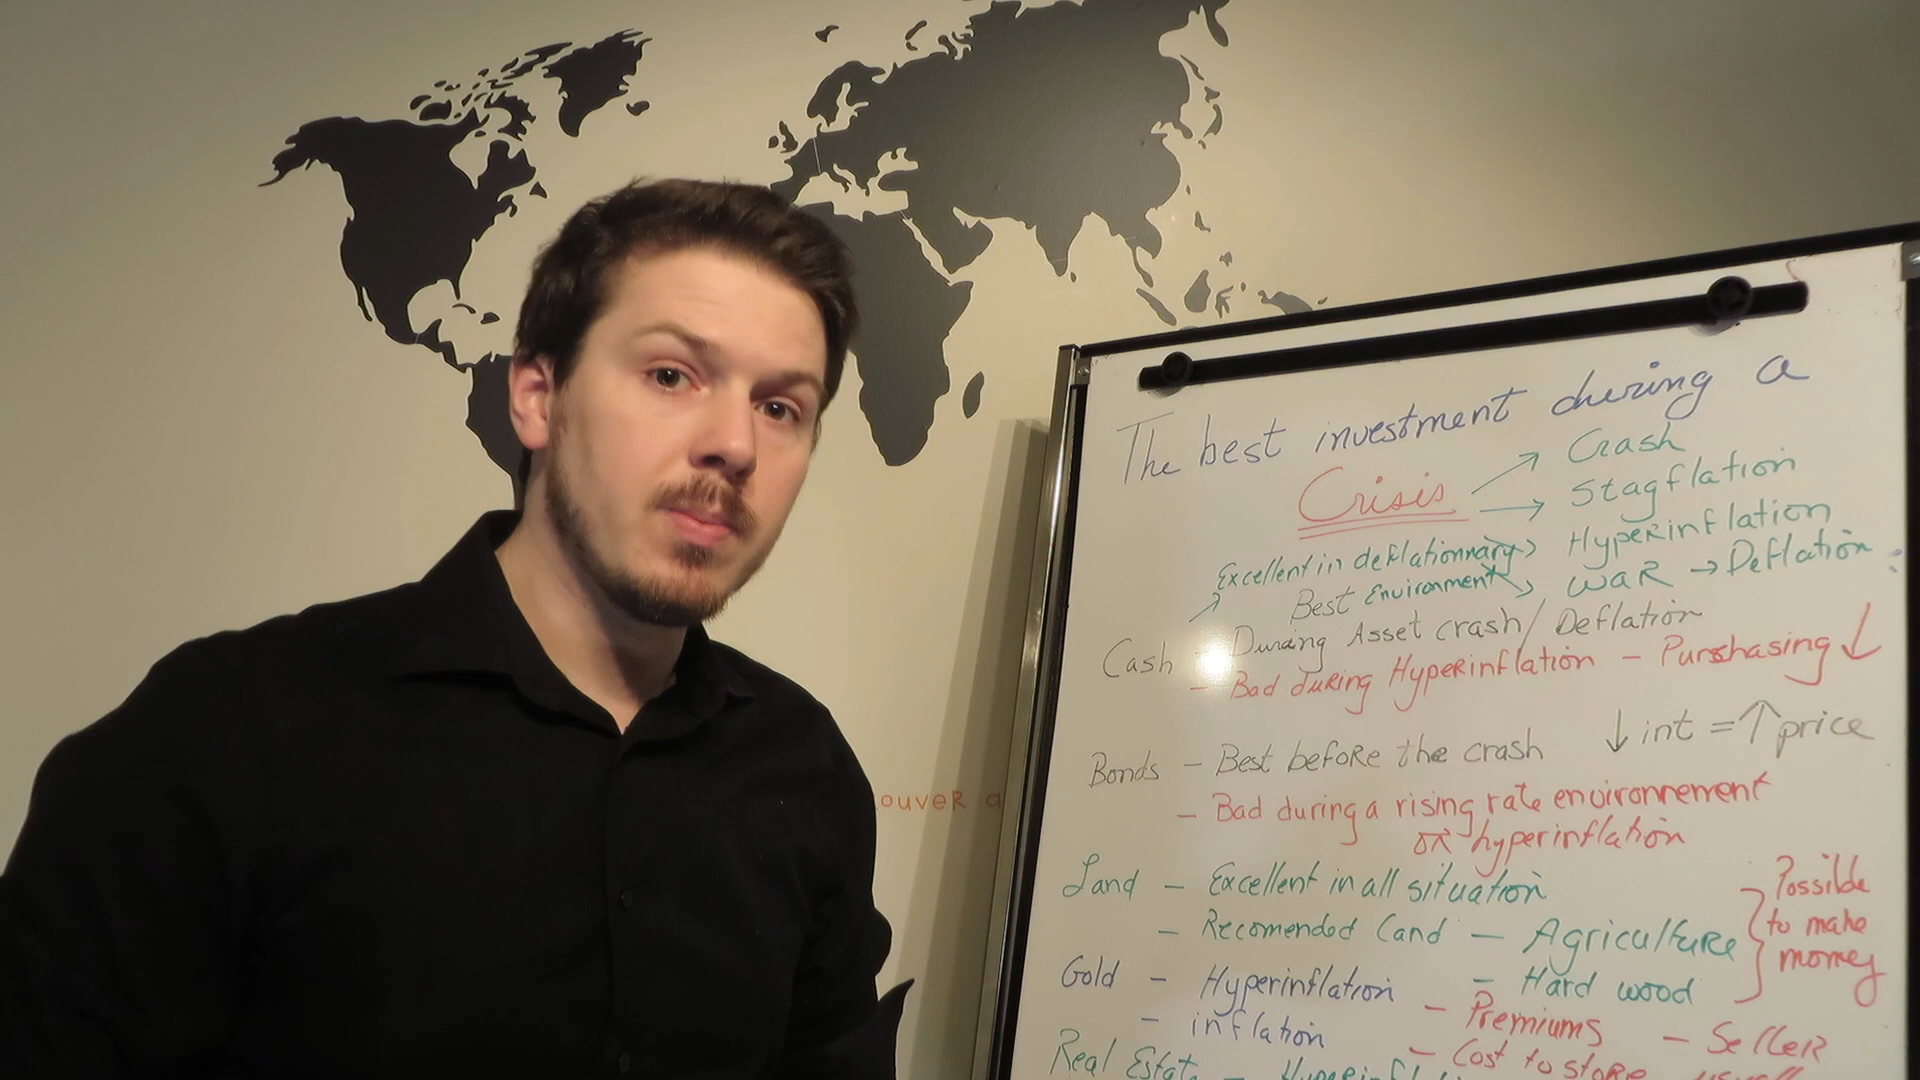 The best investment during a
Crisis → Crash
→ Stagflation
→ Hyperinflation
Excellent in deflationnary
Environment → WAR → Deflation
Best
Cash - During Asset crash / Deflation
- Bad during Hyperinflation - Purshasing ↓
Bonds - Best before the crash ↓ int = ↑ price
- Bad during a rising rate environnement
or hyperinflation
Land - Excellent in all situation
- Recomended Land - Agriculture
- Hard wood
} Possible
to make
money
Gold - Hyperinflation
- inflation
- Premiums - Seller
- Cost to store
Real Estate -
ouver a